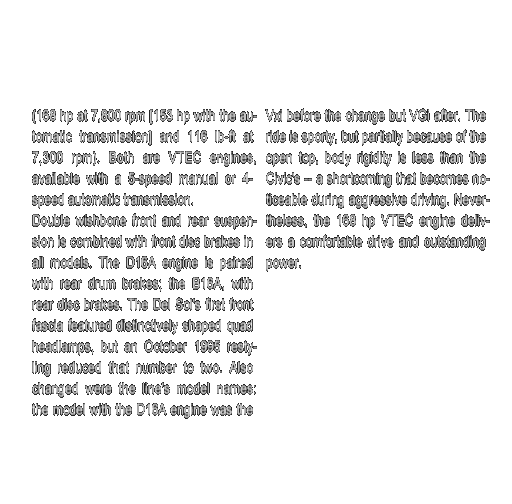 (169 hp at 7,800 rpm [155 hp with the au-
tomatic transmission] and 116 lb-ft at
7,300 rpm). Both are VTEC engines,
available with a 5-speed manual or 4-
speed automatic transmission.
Double wishbone front and rear suspen-
sion is combined with front disc brakes in
all models. The D16A engine is paired
with rear drum brakes; the B16A, with
rear disc brakes. The Del Sol's first front
fascia featured distinctively shaped quad
headlamps, but an October 1995 resty-
ling reduced that number to two. Also
changed were the line's model names:
the model with the D16A engine was the
VXi before the change but VGi after. The
ride is sporty, but partially because of the
open top, body rigidity is less than the
Civic's – a shortcoming that becomes no-
ticeable during aggressive driving. Never-
theless, the 169 hp VTEC engine deliv-
ers a comfortable drive and outstanding
power.